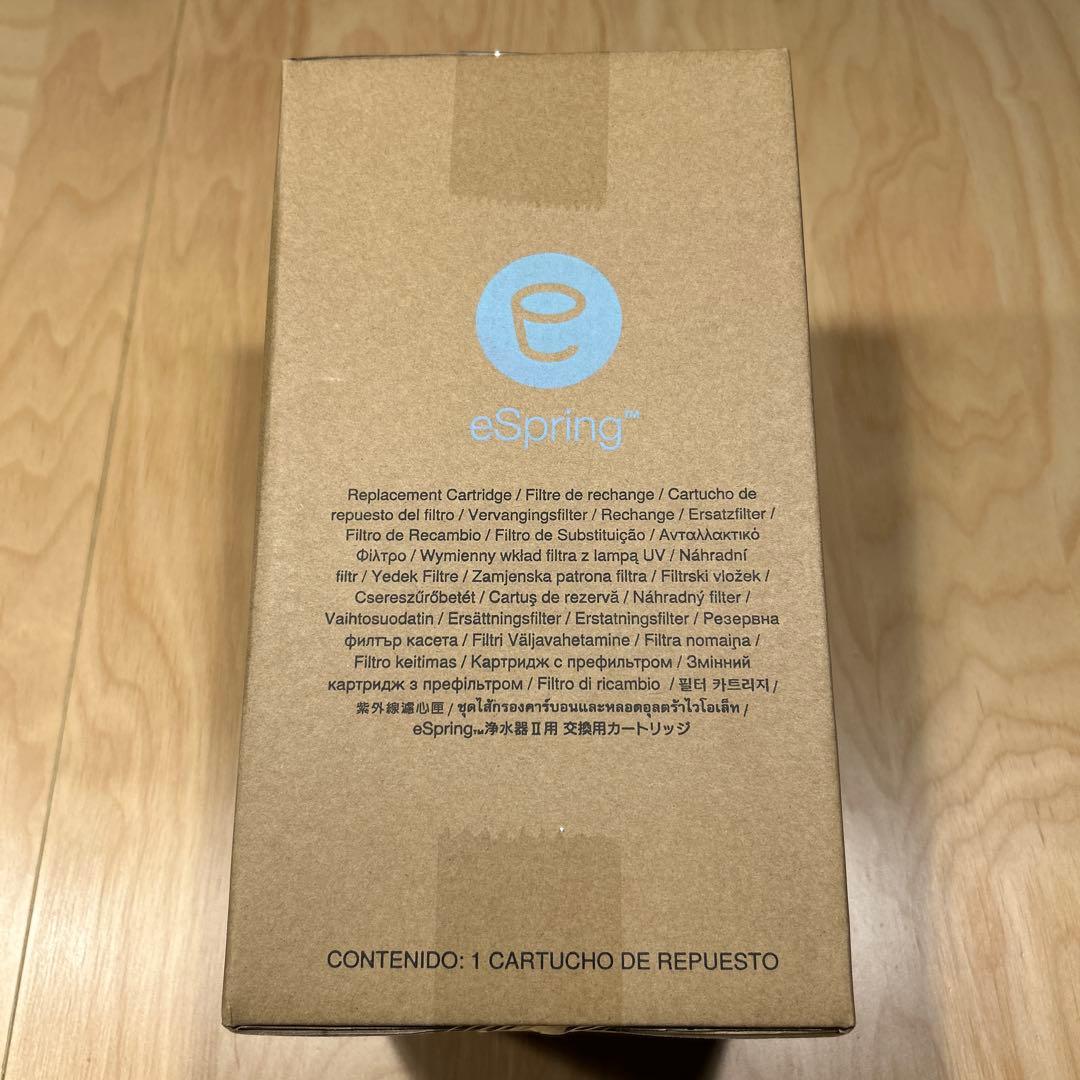 eSpring™
Replacement Cartridge / Filtre de rechange / Cartucho de
repuesto del filtro / Vervangingsfilter / Rechange / Ersatzfilter /
Filtro de Recambio / Filtro de Substituição / Ανταλλακτικό
Φίλτρο / Wymienny wkład filtra z lampą UV / Náhradní
filtr / Yedek Filtre / Zamjenska patrona filtra / Filtrski vložek /
Csereszűrőbetét / Cartuş de rezervă / Náhradný filter /
Vaihtosuodatin / Ersättningsfilter / Erstatningsfilter / Резервна
филтър касета / Filtri Väljavahetamine / Filtra nomaiņa /
Filtro keitimas / Картридж с префильтром / Змінний
картридж з префільтром / Filtro di ricambio / 필터 카트리지 /
紫外線濾心匣 / ชุดไส้กรองคาร์บอนและหลอดอุลตร้าไวโอเล็ท /
eSpring™浄水器Ⅱ用 交換用カートリッジ
CONTENIDO: 1 CARTUCHO DE REPUESTO